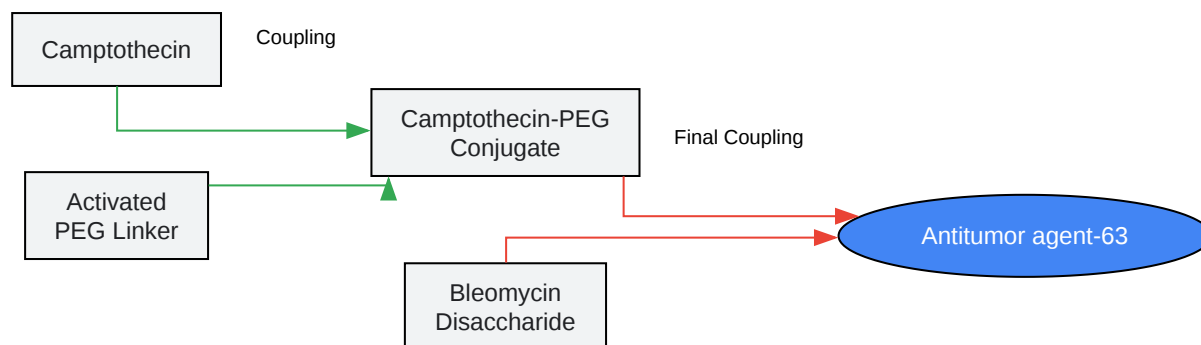 Camptothecin
Coupling
Camptothecin-PEG
Conjugate
Final Coupling
Activated
PEG Linker
Antitumor agent-63
Bleomycin
Disaccharide